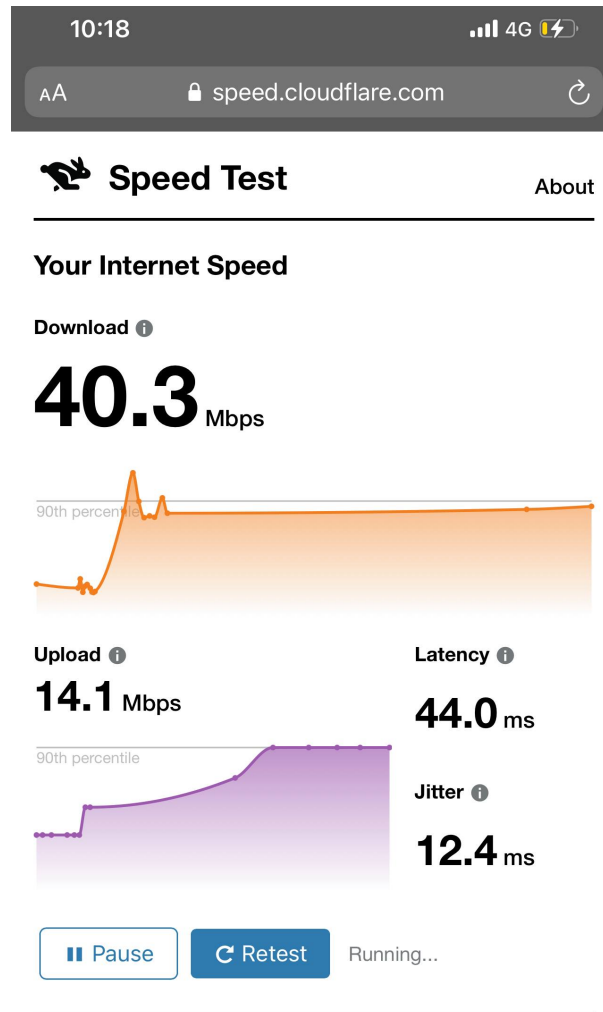 10:18
4G
AA
speed.cloudflare.com
Speed Test
About
Your Internet Speed
Download
40.3 Mbps
90th percentile
Upload
14.1 Mbps
90th percentile
Latency
44.0 ms
Jitter
12.4 ms
Pause
Retest
Running...